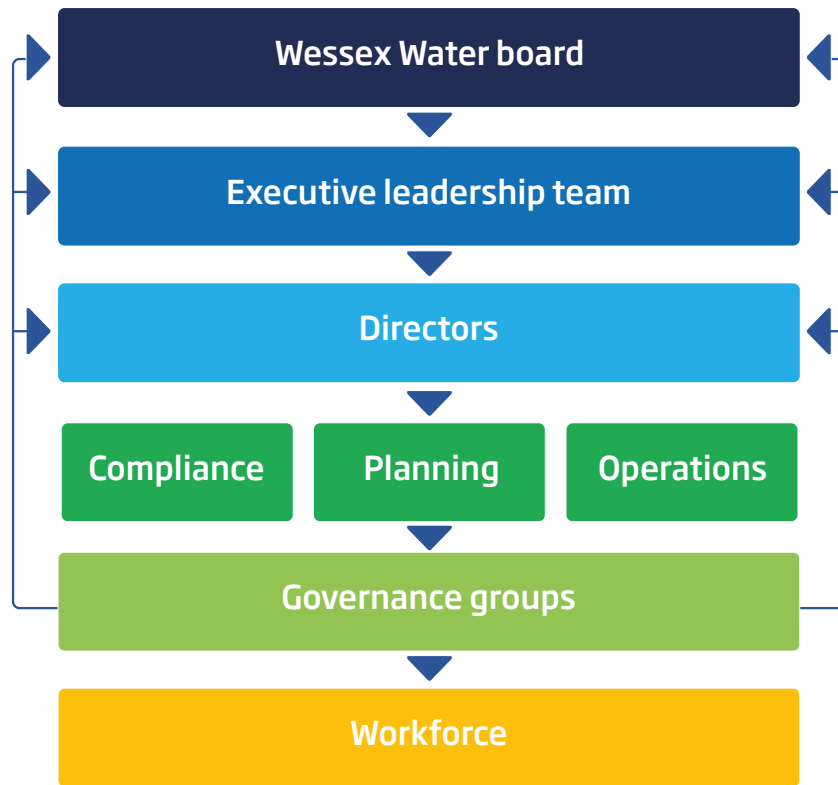 Wessex Water board
Executive leadership team
Directors
Compliance
Planning
Operations
Governance groups
Workforce